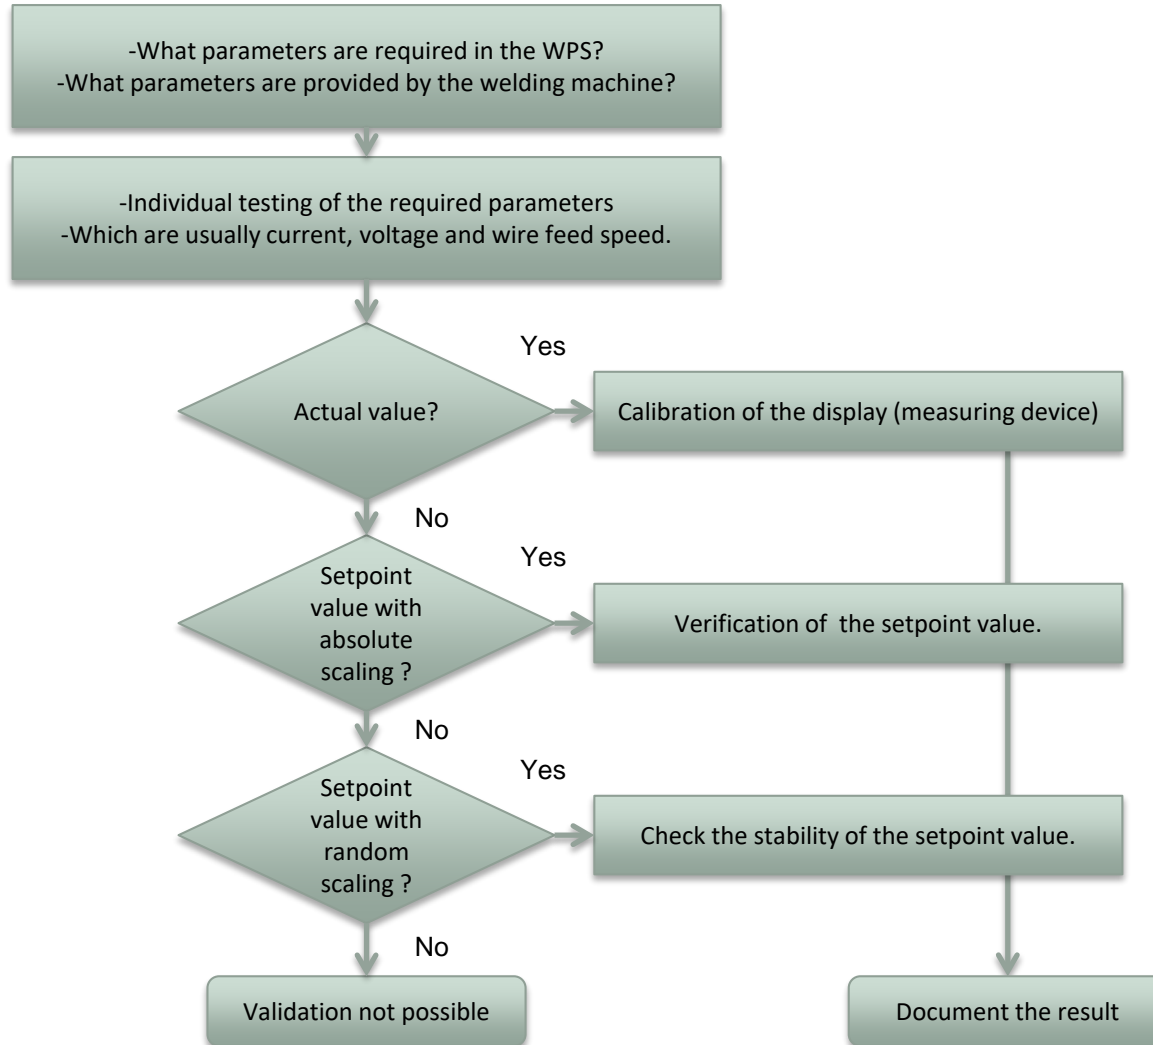 -What parameters are required in the WPS?
-What parameters are provided by the welding machine?
-Individual testing of the required parameters
-Which are usually current, voltage and wire feed speed.
Yes
Actual value?
Calibration of the display (measuring device)
No
Yes
Setpoint
value with
absolute
scaling ?
Verification of  the setpoint value.
No
Yes
Setpoint
value with
random
scaling ?
Check the stability of the setpoint value.
No
Validation not possible
Document the result